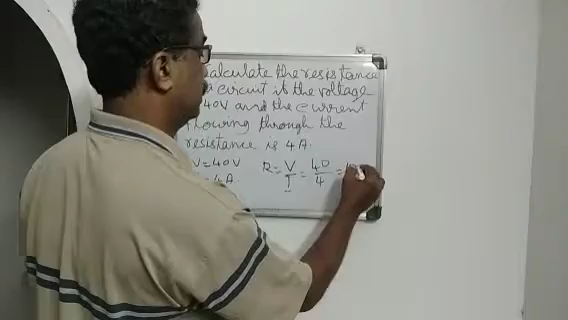 alculate the resistance
circuit if the voltage
40V and the current
flowing through the
resistance is 4A.
V=40V R=V/I=40/4=
=4A